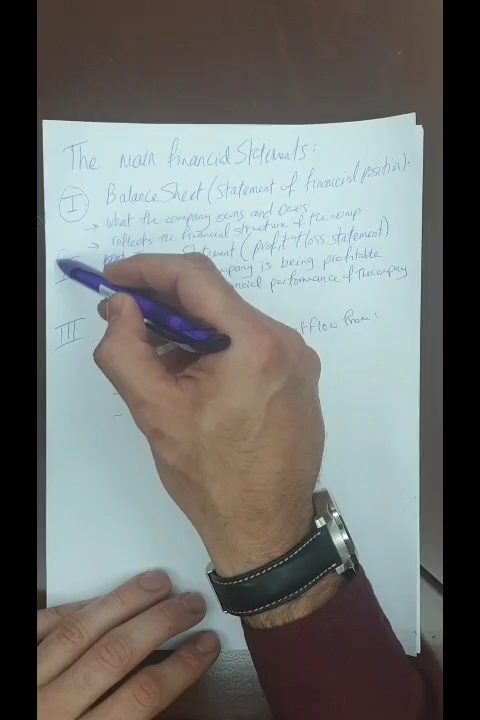 The main financial Statements:
I Balance Sheet (Statement of financial position):
→ what the company owns and owes
→ reflects the financial structure of the comp
Statement (profit + loss statement)
company is being profitable
financial performance of the company
III flow from: